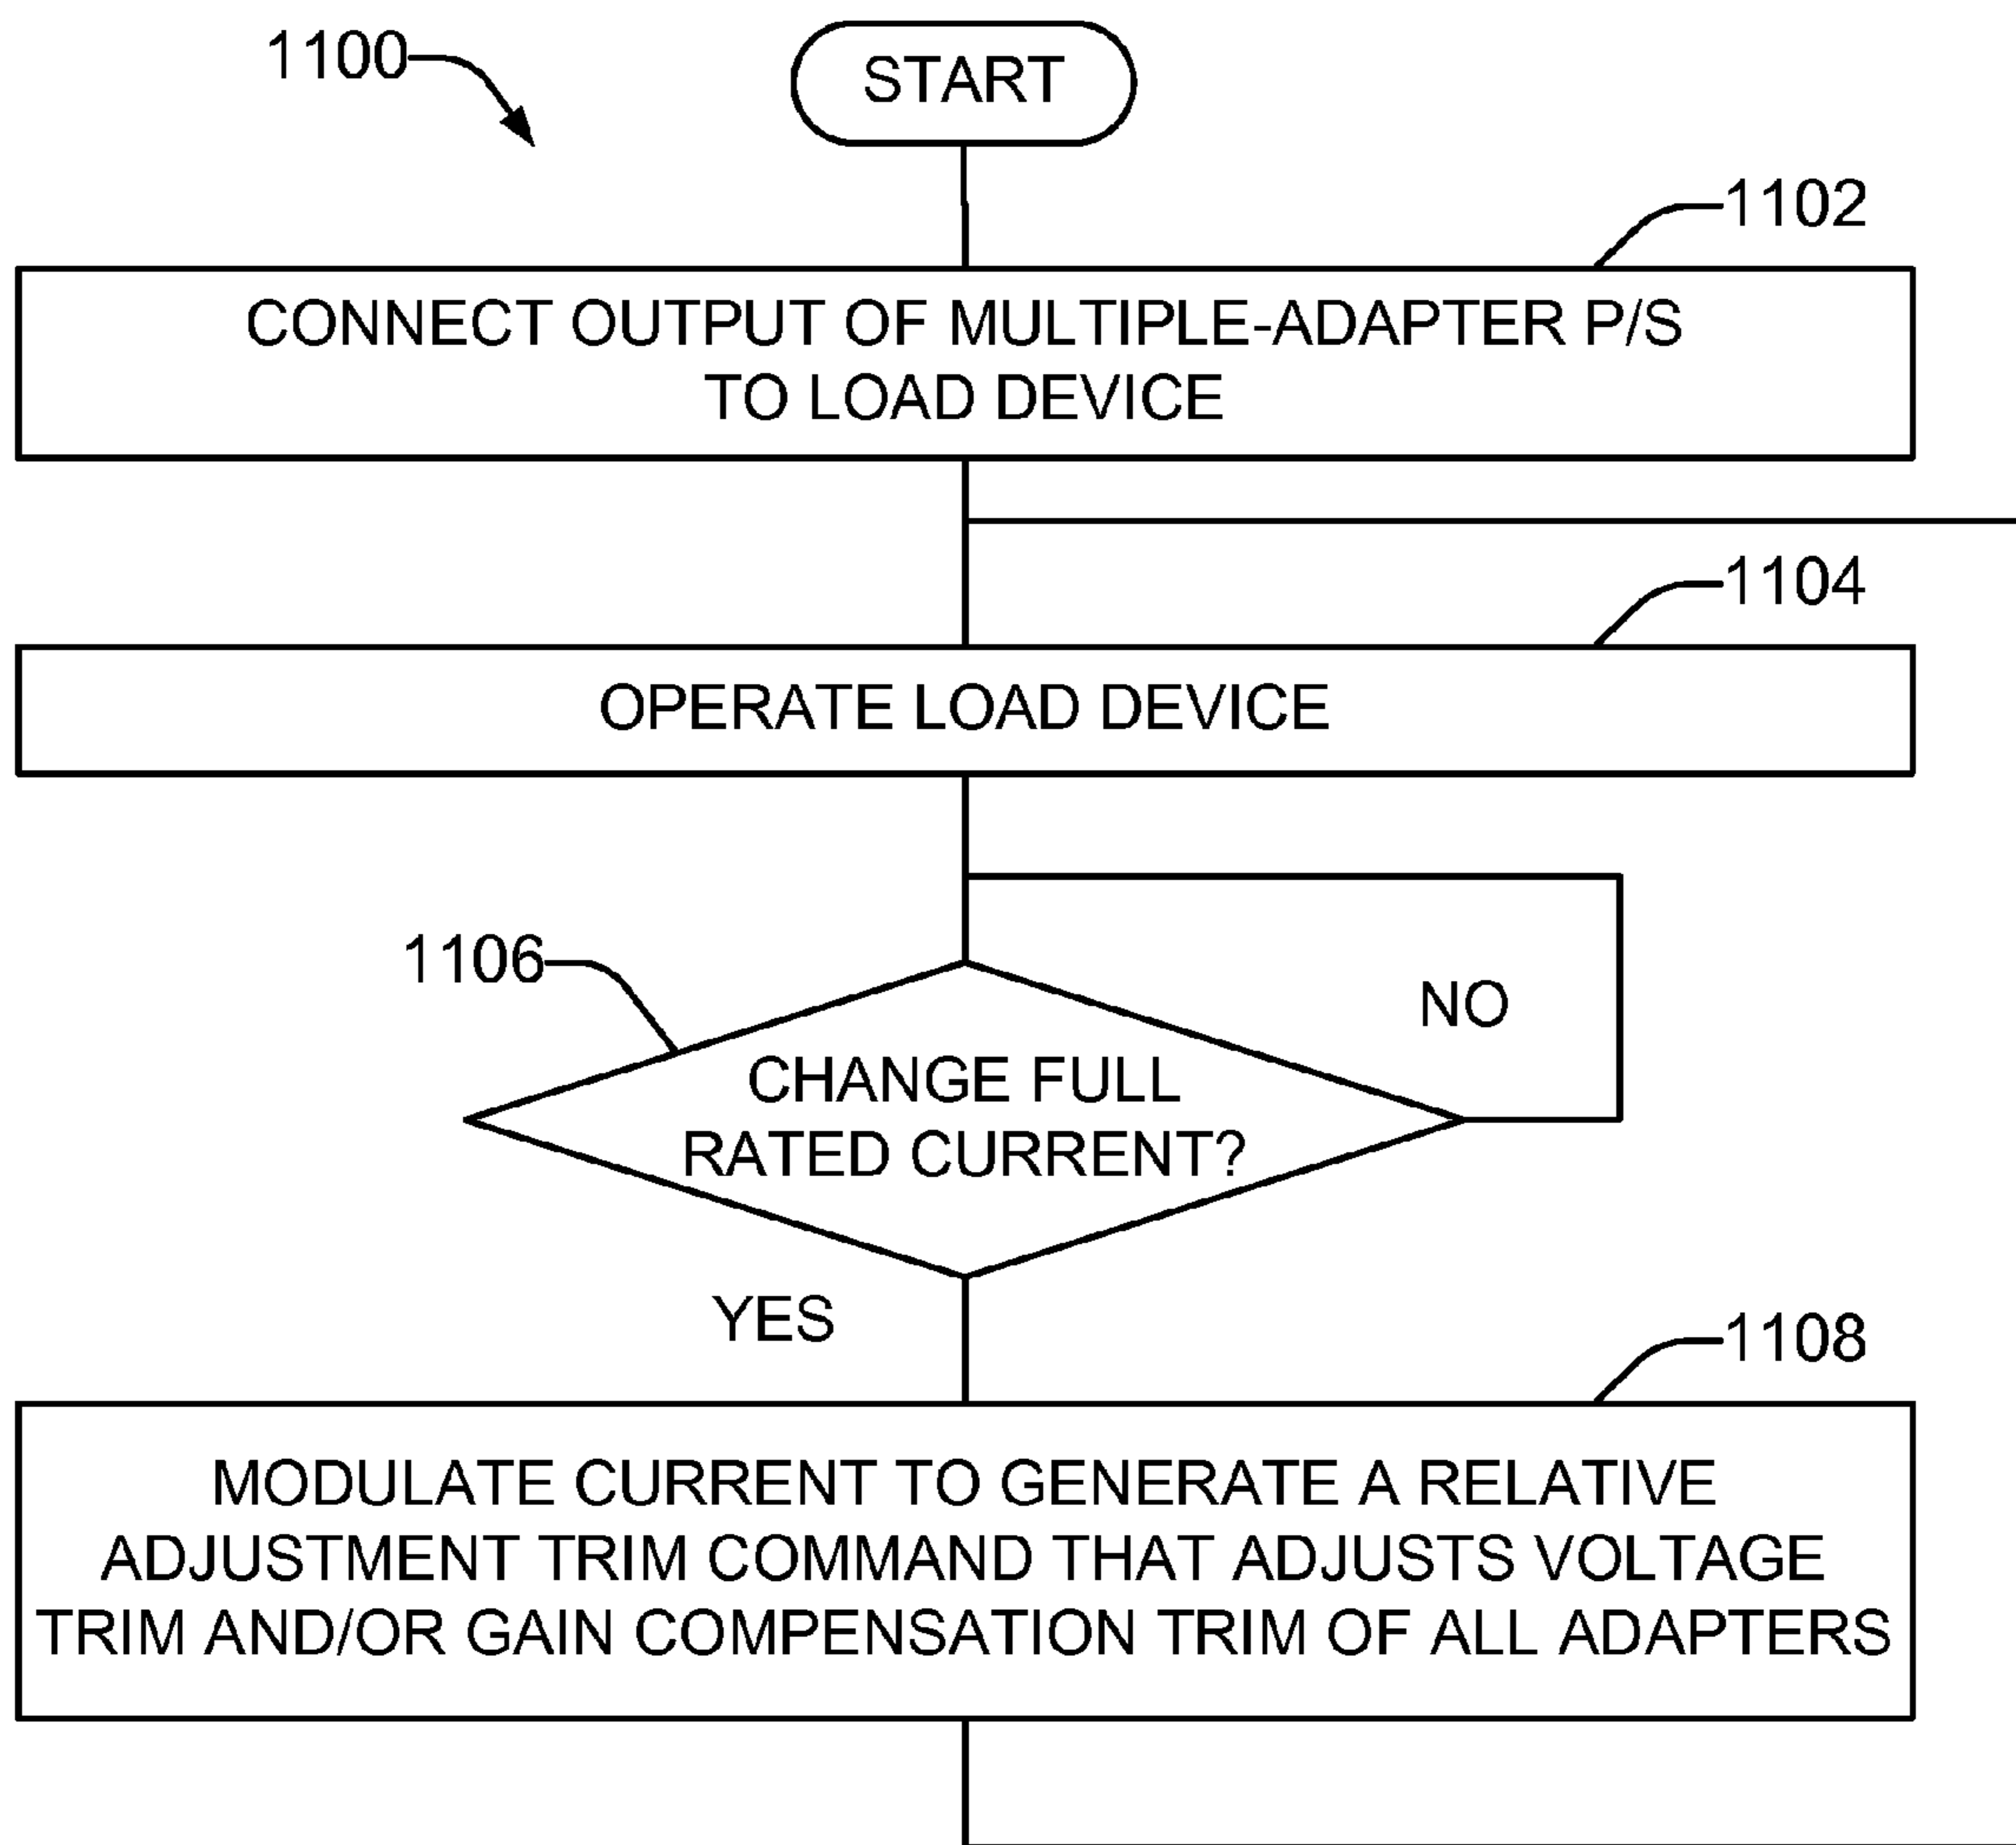 1100
START
1102
CONNECT OUTPUT OF MULTIPLE-ADAPTER P/S
TO LOAD DEVICE
1104
OPERATE LOAD DEVICE
1106
NO
CHANGE FULL
RATED CURRENT?
YES
1108
MODULATE CURRENT TO GENERATE A RELATIVE
ADJUSTMENT TRIM COMMAND THAT ADJUSTS VOLTAGE
TRIM AND/OR GAIN COMPENSATION TRIM OF ALL ADAPTERS